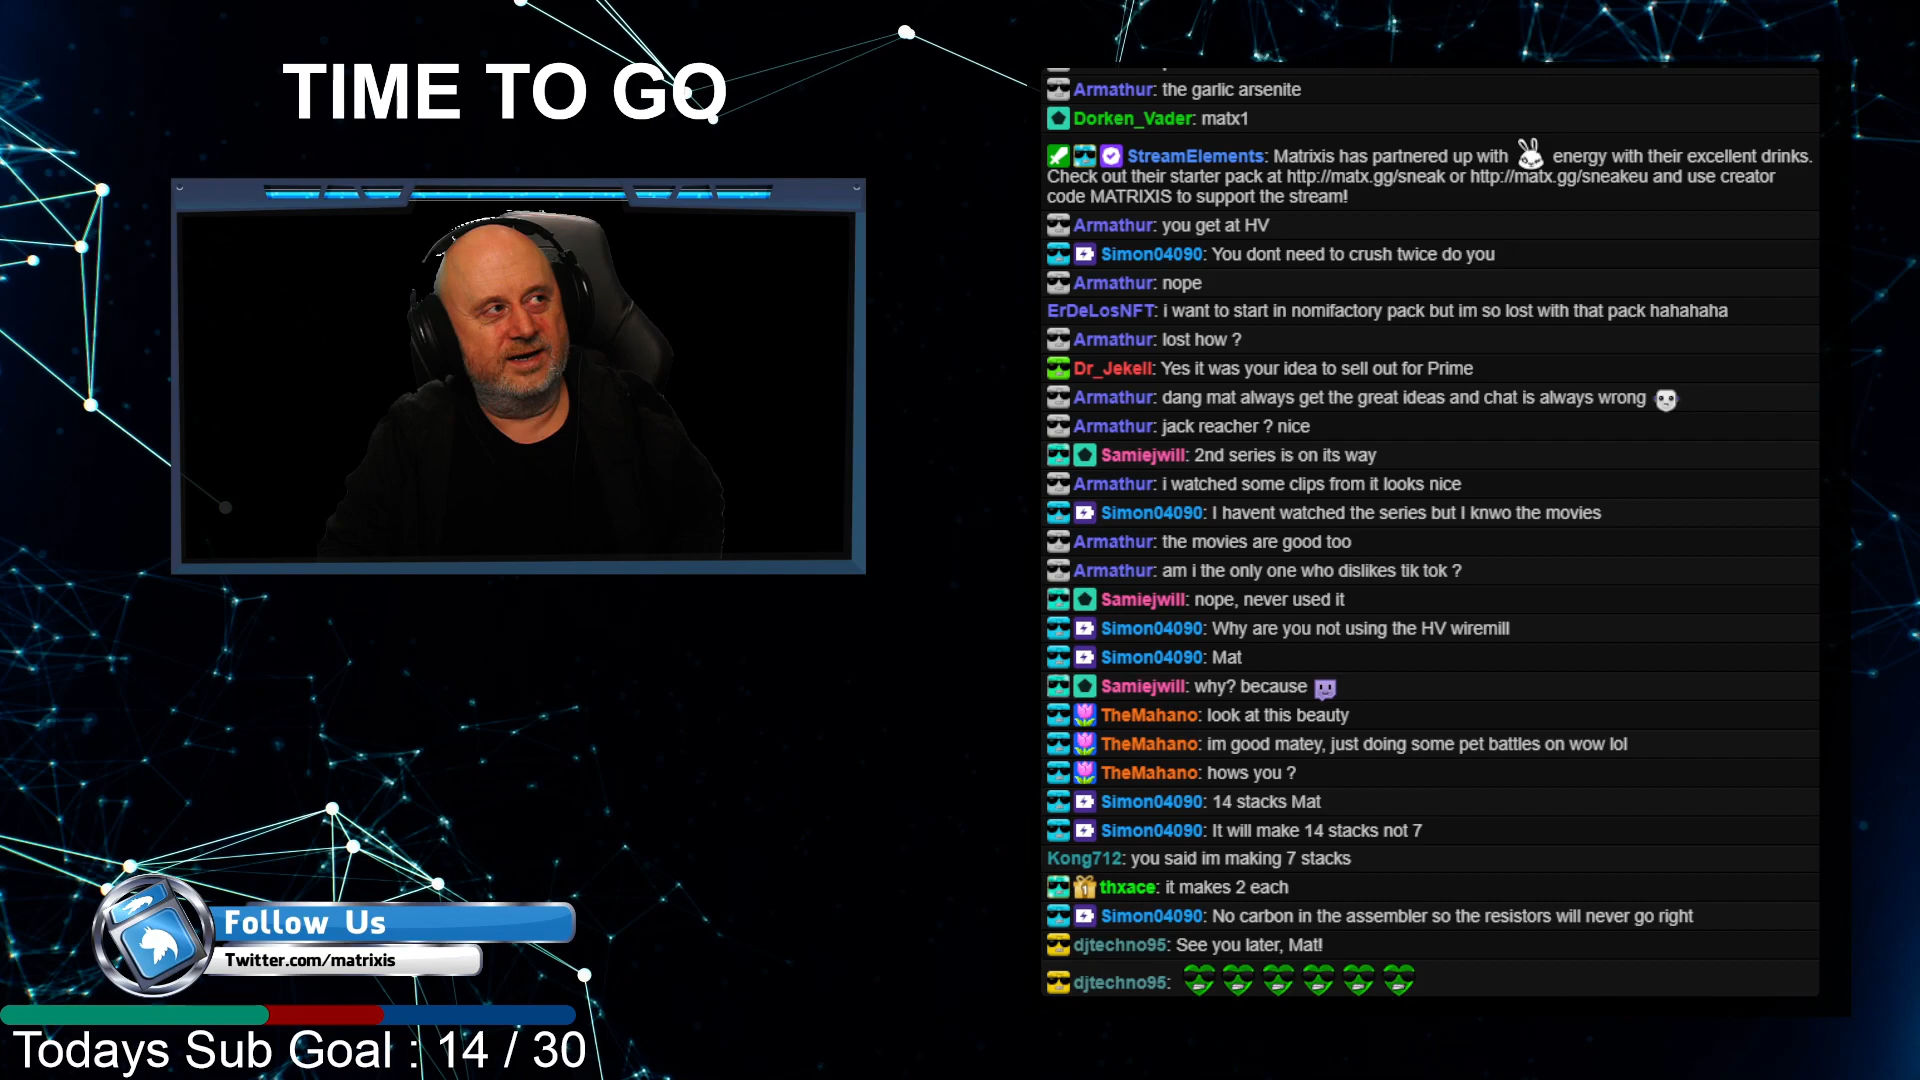 TIME TO GO
Armathur: the garlic arsenite
Dorken_Vader: matx1
StreamElements: Matrixis has partnered up with energy with their excellent drinks.
Check out their starter pack at http://matx.gg/sneak or http://matx.gg/sneakeu and use creator
code MATRIXIS to support the stream!
Armathur: you get at HV
Simon04090: You dont need to crush twice do you
Armathur: nope
ErDeLosNFT: i want to start in nomifactory pack but im so lost with that pack hahahaha
Armathur: lost how ?
Dr_Jekell: Yes it was your idea to sell out for Prime
Armathur: dang mat always get the great ideas and chat is always wrong
Armathur: jack reacher ? nice
Samiejwill: 2nd series is on its way
Armathur: i watched some clips from it looks nice
Simon04090: I havent watched the series but I knwo the movies
Armathur: the movies are good too
Armathur: am i the only one who dislikes tik tok ?
Samiejwill: nope, never used it
Simon04090: Why are you not using the HV wiremill
Simon04090: Mat
Samiejwill: why? because
TheMahano: look at this beauty
TheMahano: im good matey, just doing some pet battles on wow lol
TheMahano: hows you ?
Simon04090: 14 stacks Mat
Simon04090: It will make 14 stacks not 7
Kong712: you said im making 7 stacks
thxace: it makes 2 each
Simon04090: No carbon in the assembler so the resistors will never go right
djtechno95: See you later, Mat!
djtechno95:
Follow Us
Twitter.com/matrixis
Todays Sub Goal : 14 / 30